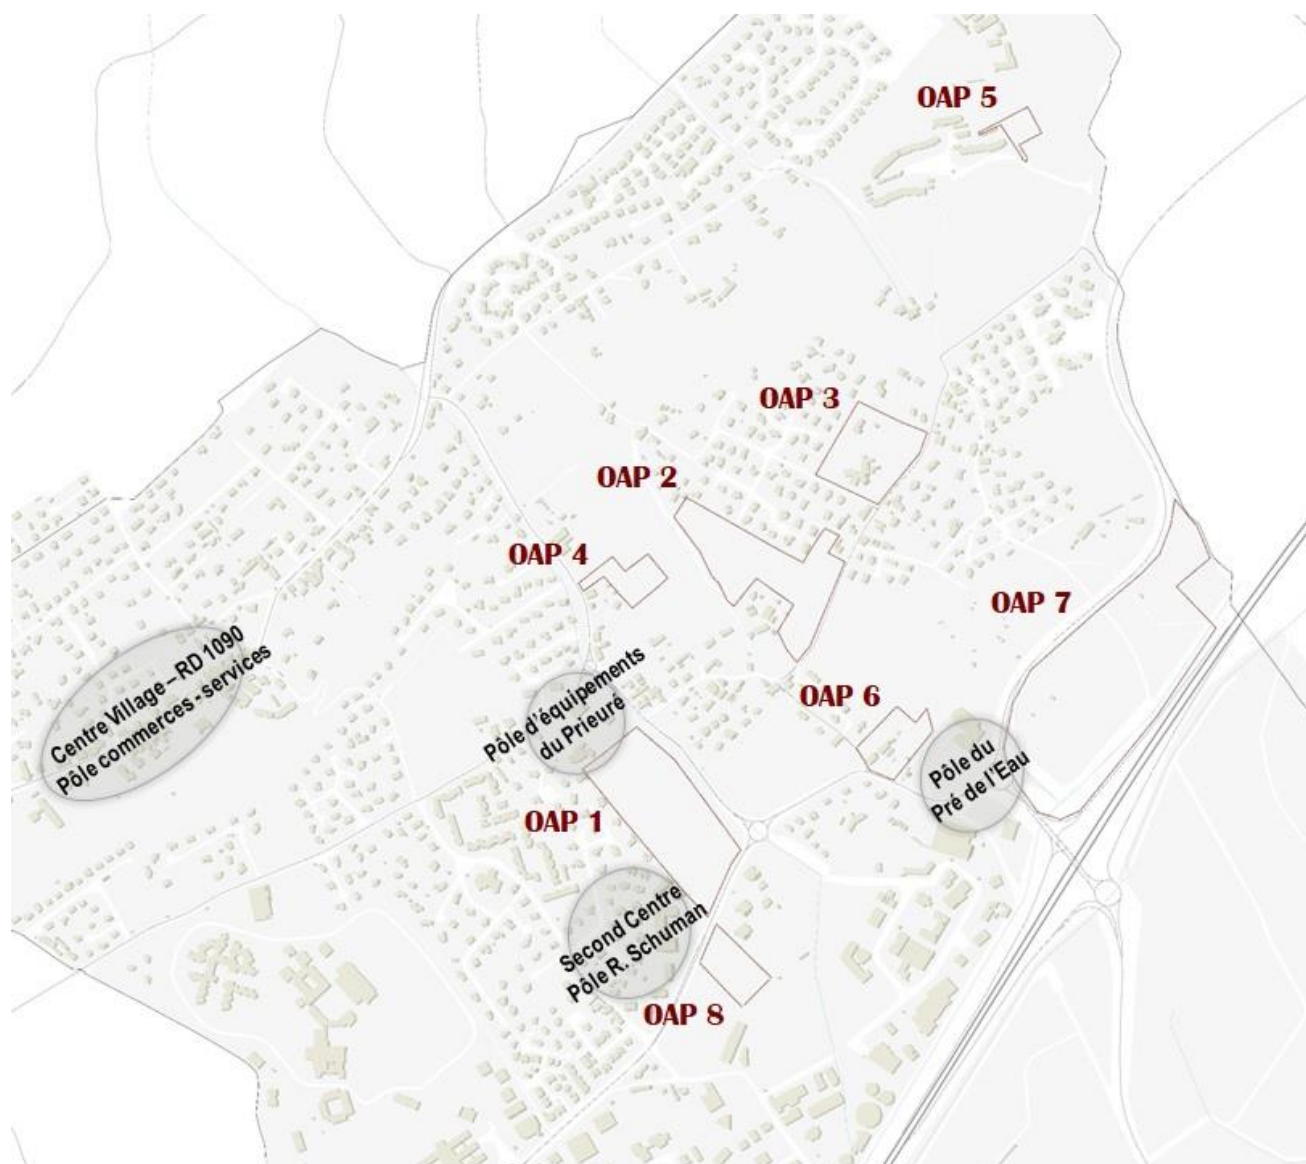 OAP 5
OAP 3
OAP 2
OAP 4
OAP 7
Centre Village – RD 1090
Pôle commerces - services
Pôle d'équipements
du Prieuré
OAP 6
Pôle du
Pré de l'Eau
OAP 1
Second Centre
Pôle R. Schuman
OAP 8